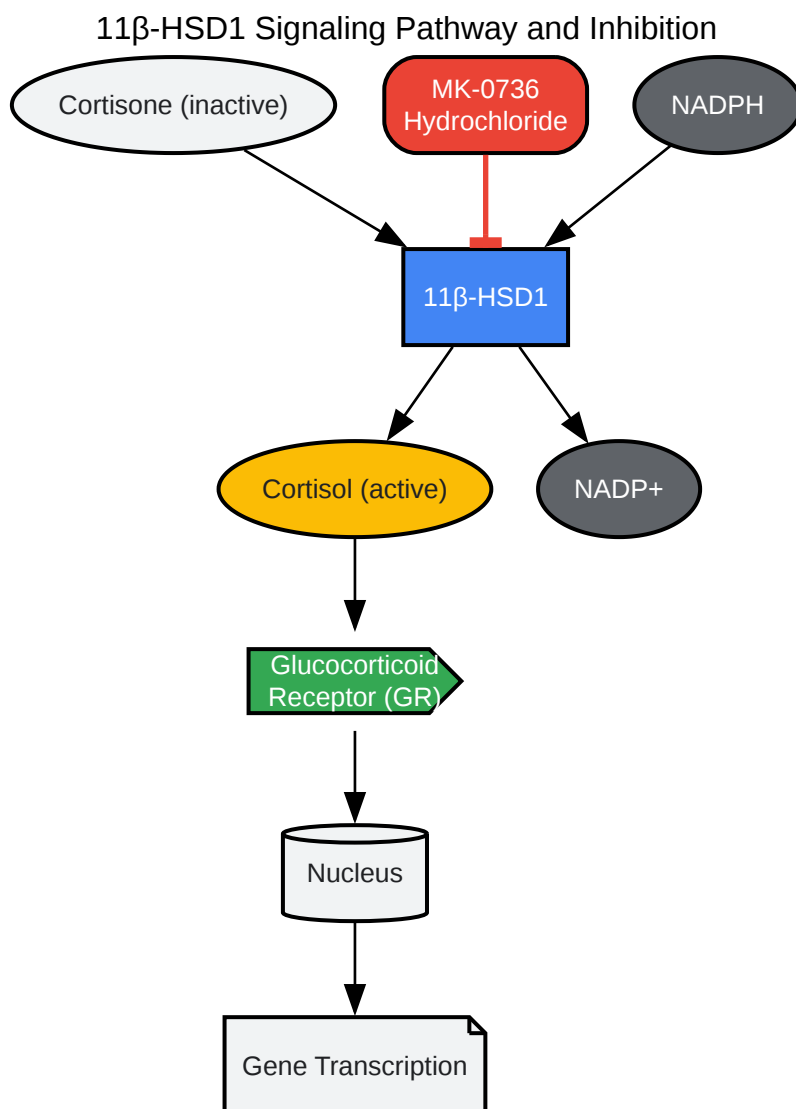 11β-HSD1 Signaling Pathway and Inhibition
Cortisone (inactive)
MK-0736
Hydrochloride
NADPH
11β-HSD1
Cortisol (active)
NADP+
Glucocorticoid
Receptor (GR)
Nucleus
Gene Transcription